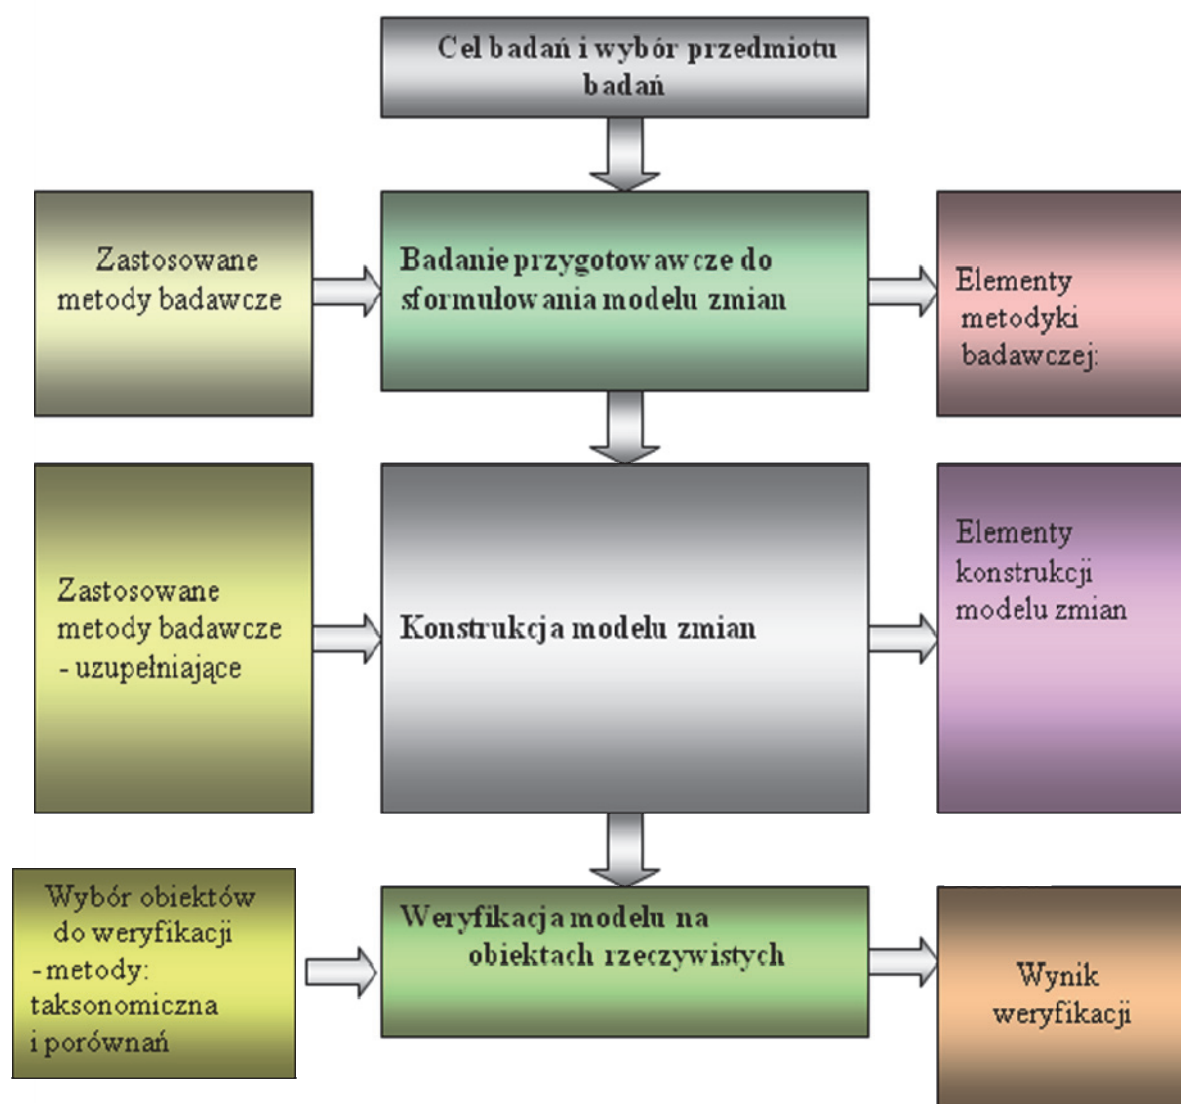 Cel badań i wybór przedmiotu
badań
Zastosowane
metody badawcze
Badanie przygotowawcze do
sformułowania modelu zmian
Elementy
metodyki
badawczej:
Zastosowane
metody badawcze
- uzupełniające
Konstrukcja modelu zmian
Elementy
konstrukcji
modelu zmian
Wybór obiektów
do weryfikacji
- metody:
taksonomiczna
i porównań
Weryfikacja modelu na
obiektach rzeczywistych
Wynik
weryfikacji